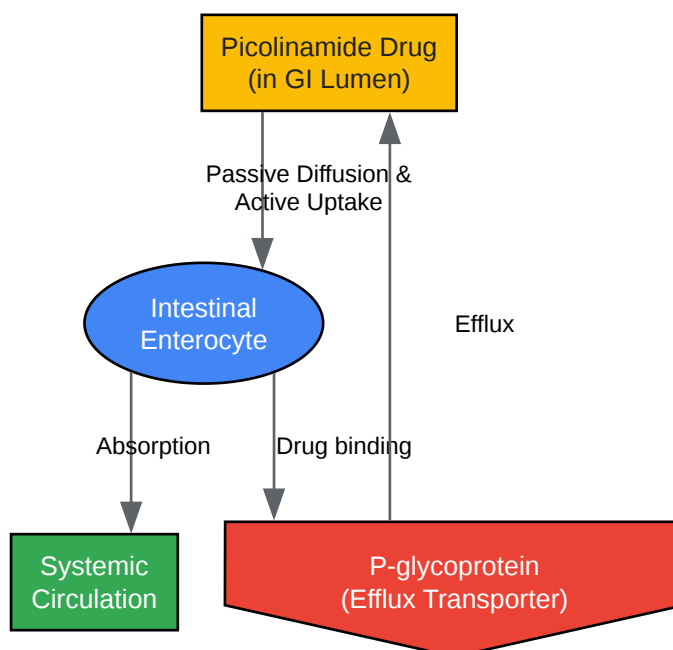 Picolinamide Drug
(in GI Lumen)
Passive Diffusion &
Active Uptake
Intestinal
Enterocyte
Efflux
Absorption
Drug binding
Systemic
Circulation
P-glycoprotein
(Efflux Transporter)